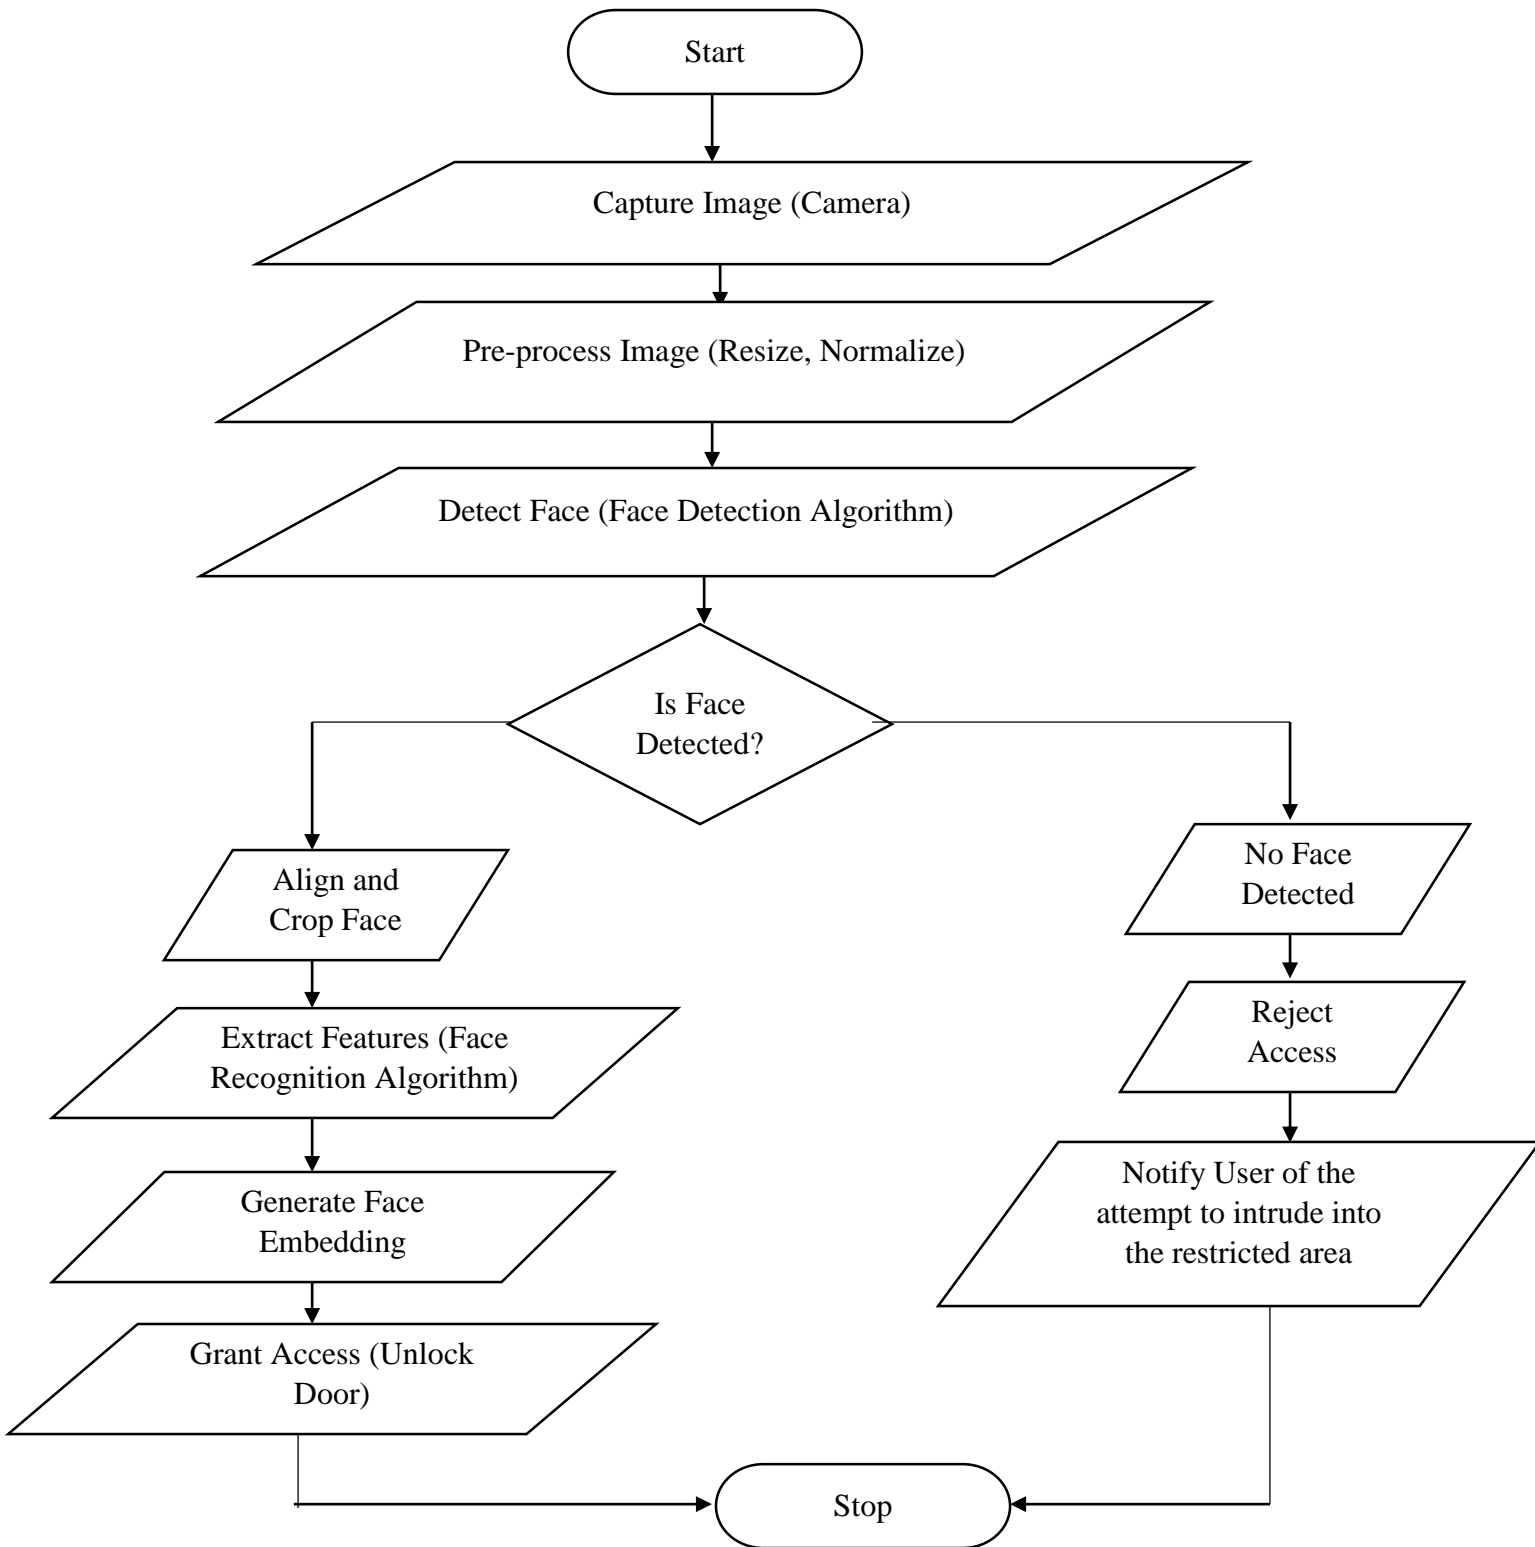 Start
Capture Image (Camera)
Pre-process Image (Resize, Normalize)
Detect Face (Face Detection Algorithm)
Is Face
Detected?
Align and
Crop Face
Extract Features (Face
Recognition Algorithm)
Generate Face
Embedding
Grant Access (Unlock
Door)
No Face
Detected
Reject
Access
Notify User of the
attempt to intrude into
the restricted area
Stop